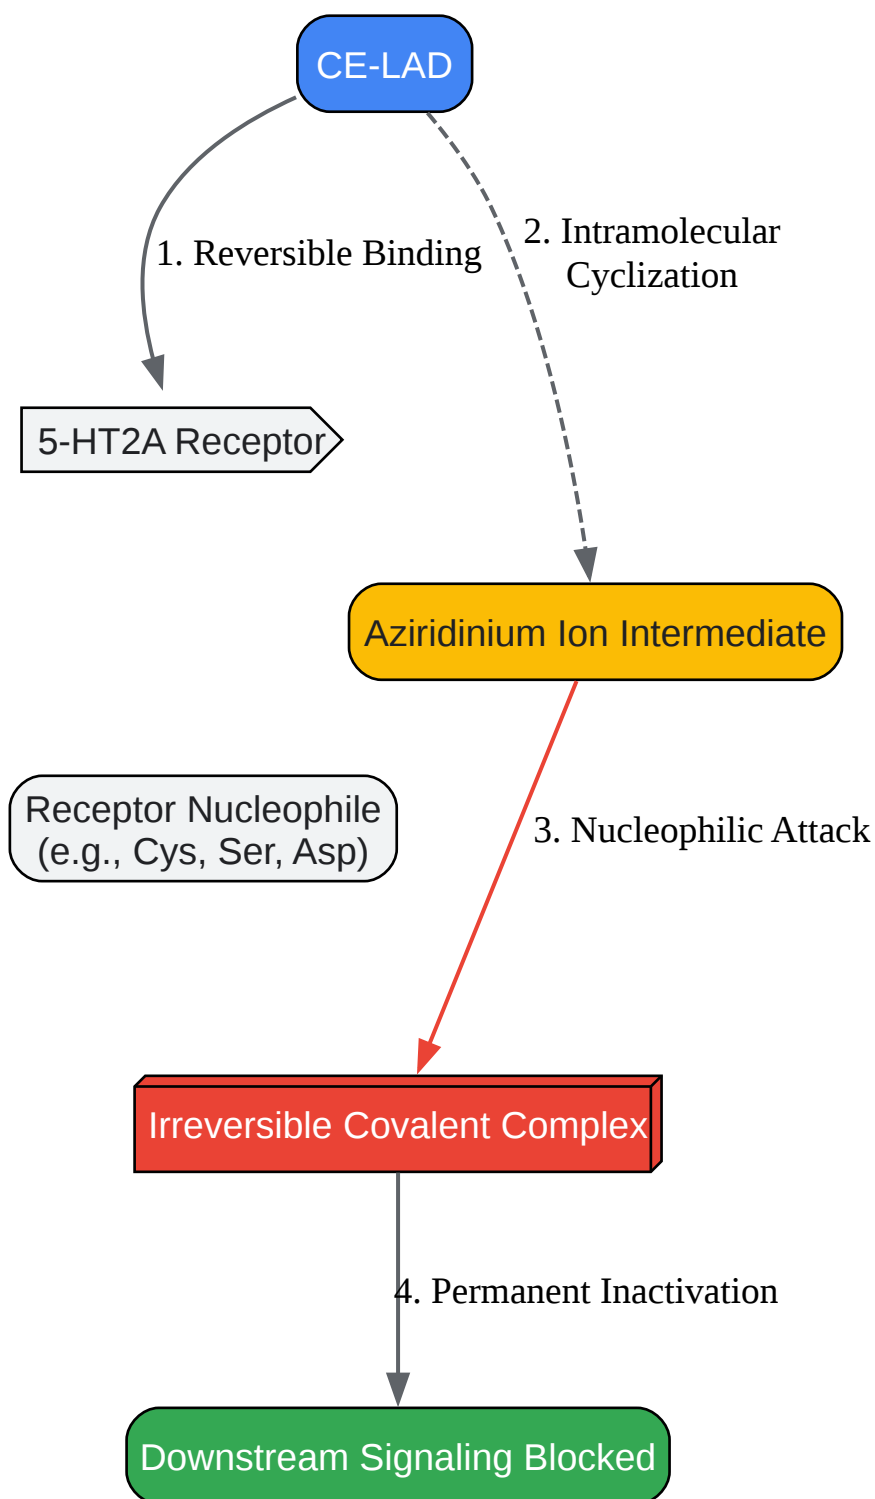 CE-LAD
1. Reversible Binding
2. Intramolecular
Cyclization
5-HT2A Receptor
Aziridinium Ion Intermediate
Receptor Nucleophile
(e.g., Cys, Ser, Asp)
3. Nucleophilic Attack
Irreversible Covalent Complex
4. Permanent Inactivation
Downstream Signaling Blocked